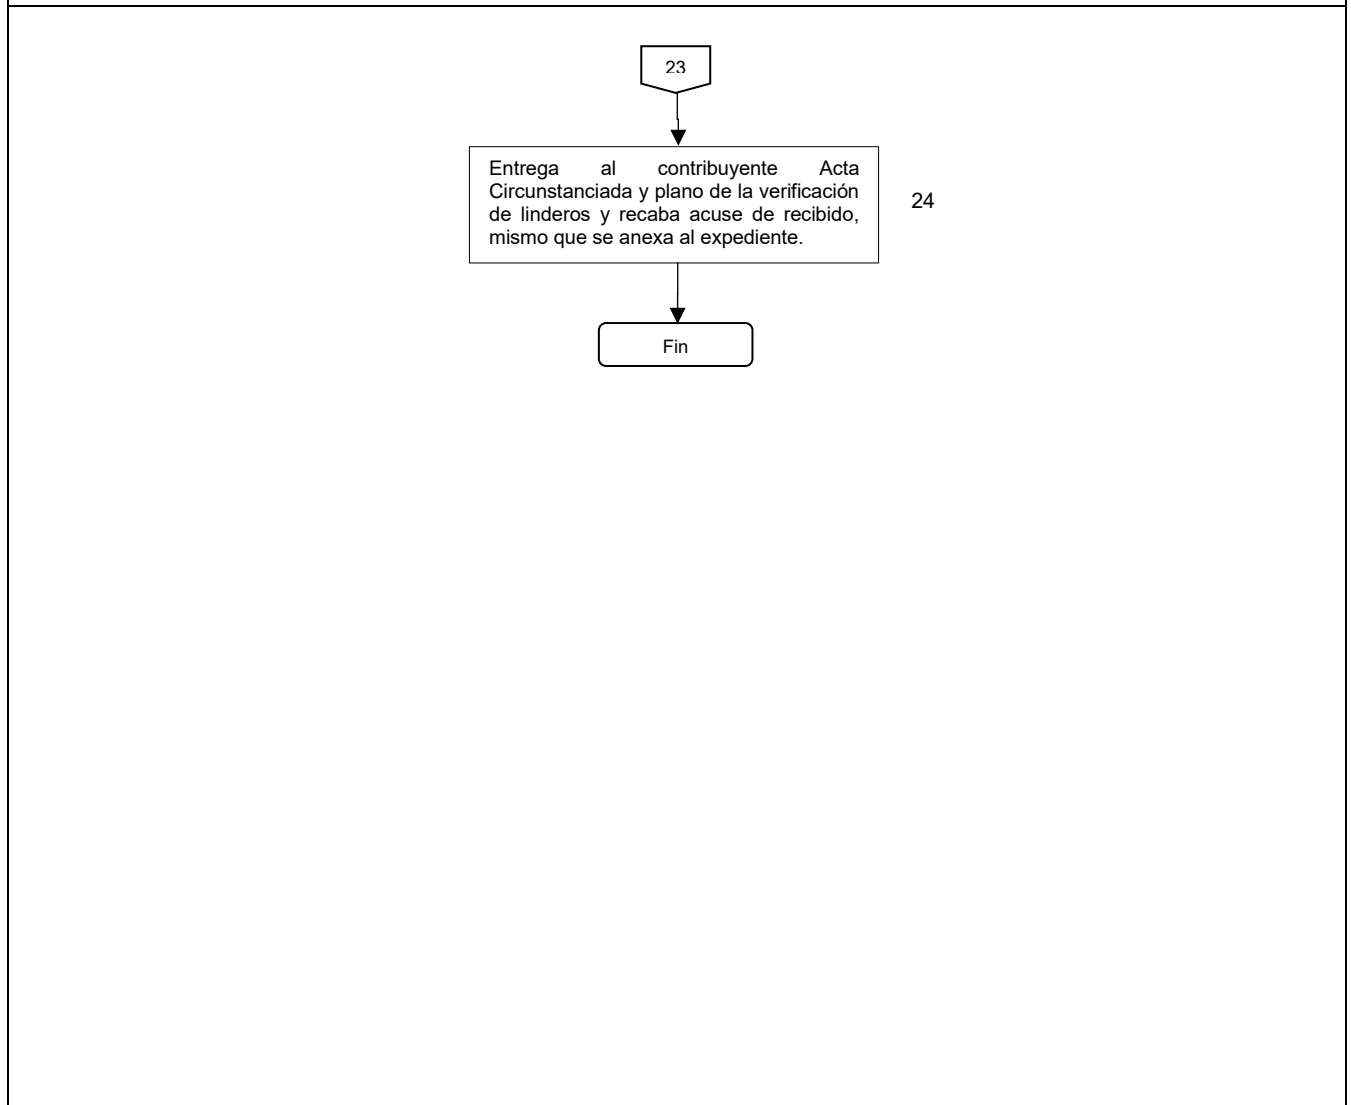 23
Entrega al contribuyente Acta
Circunstanciada y plano de la verificación
de linderos y recaba acuse de recibido,
mismo que se anexa al expediente.
24
Fin